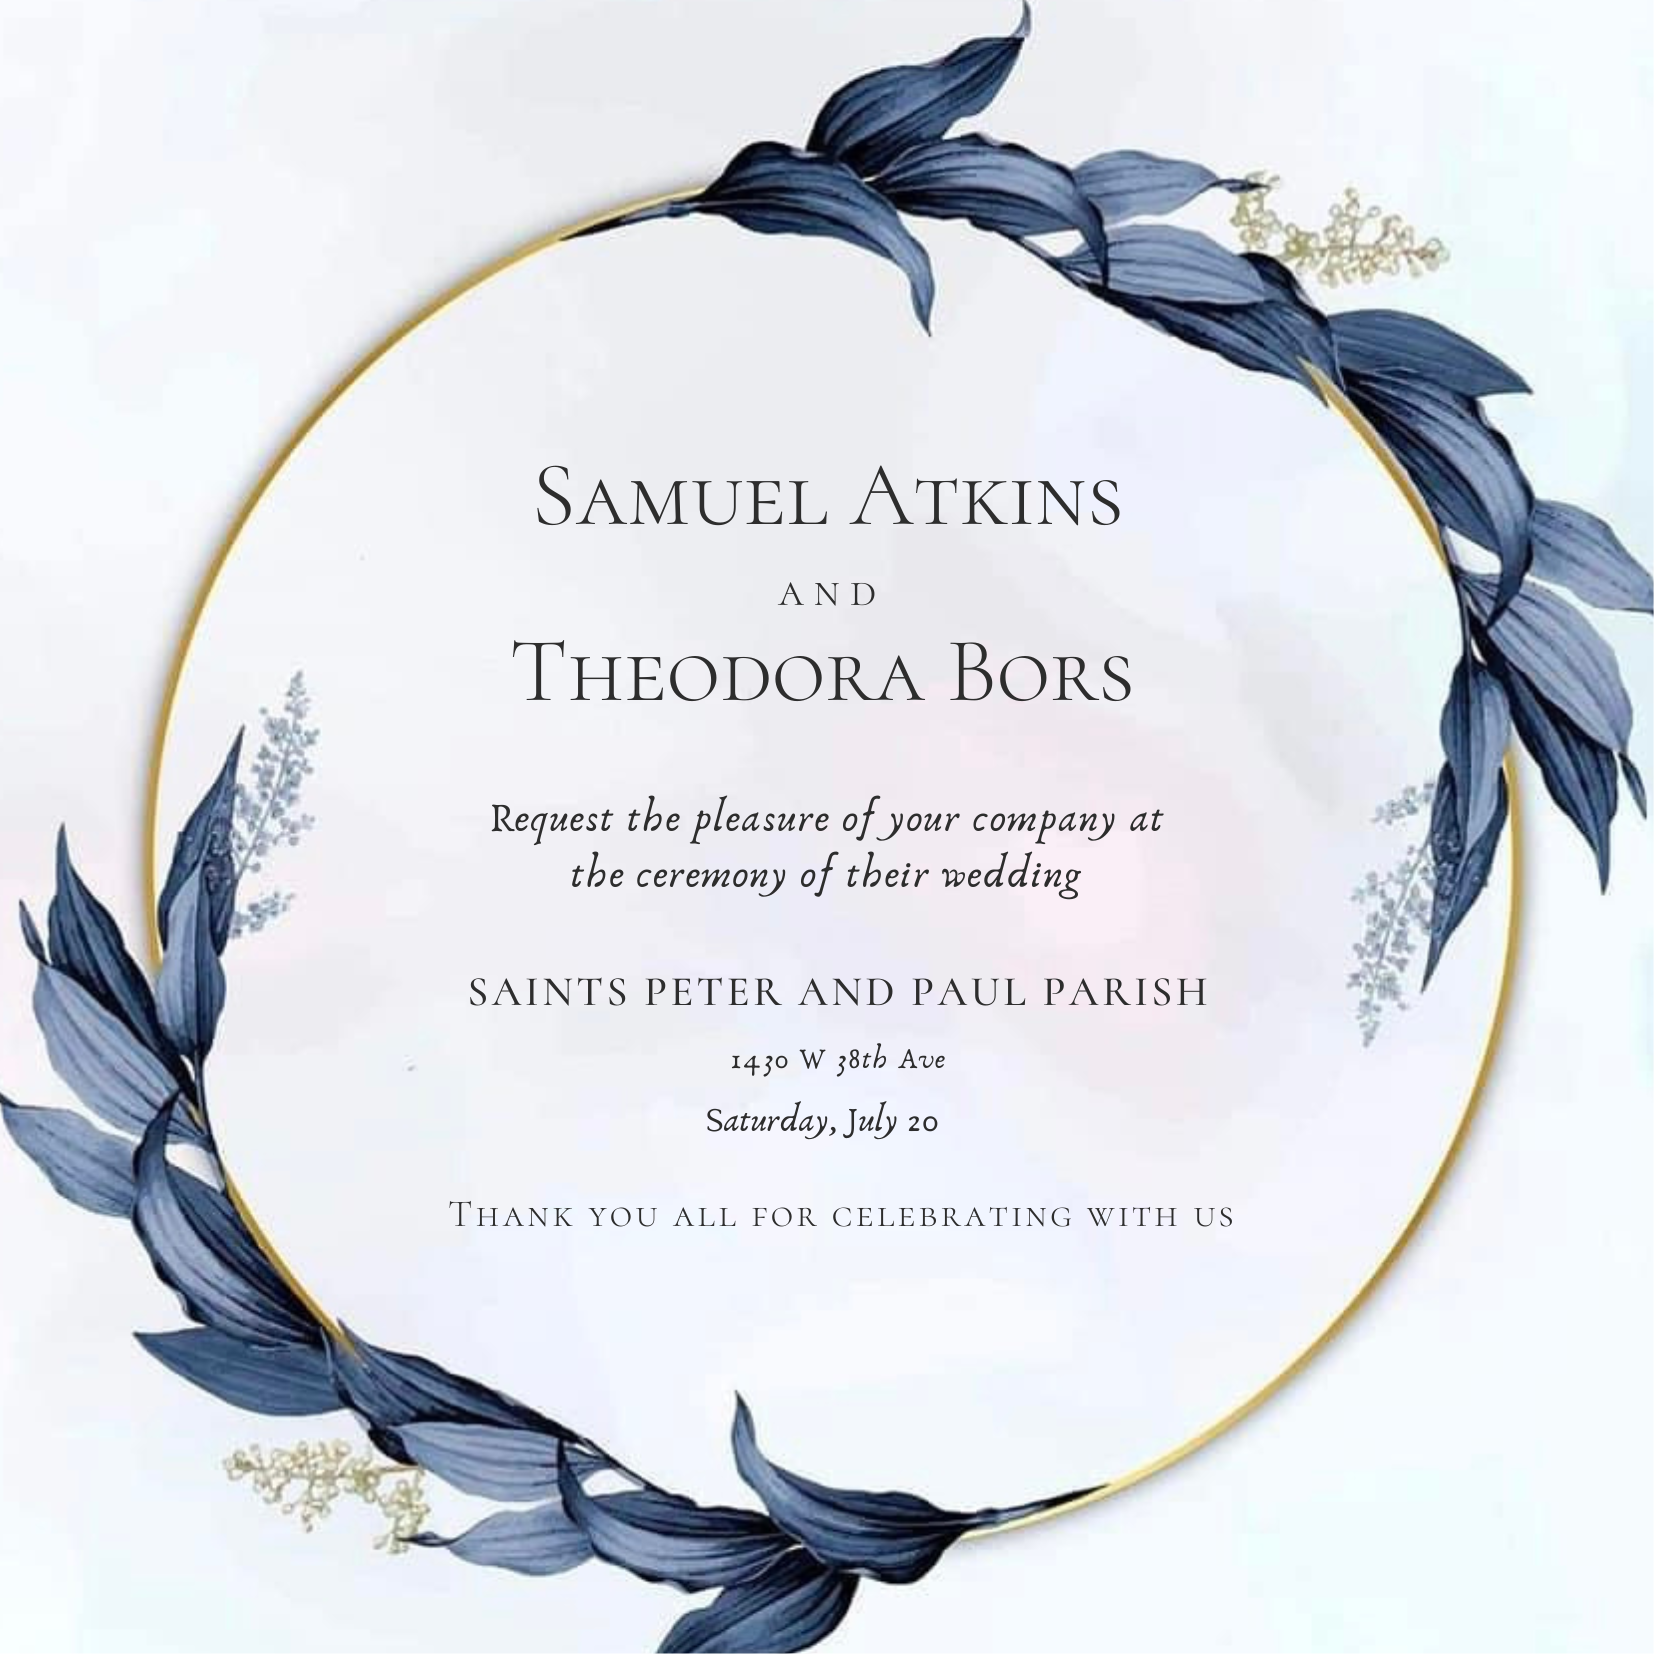 Samuel Atkins
AND
Theodora Bors
Request the pleasure of your company at
the ceremony of their wedding
SAINTS PETER AND PAUL PARISH
1430 W 38th Ave
Saturday, July 20
Thank you all for celebrating with us